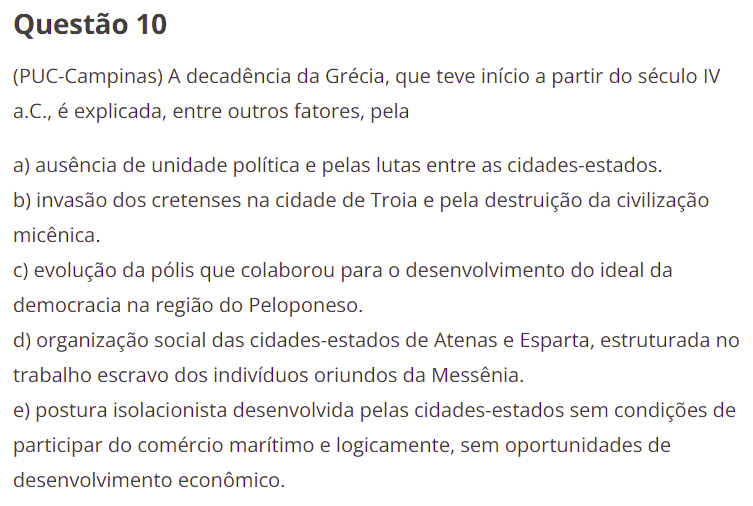 Questão 10
(PUC-Campinas) A decadência da Grécia, que teve início a partir do século IV
a.C., é explicada, entre outros fatores, pela
a) ausência de unidade política e pelas lutas entre as cidades-estados.
b) invasão dos cretenses na cidade de Troia e pela destruição da civilização
micênica.
c) evolução da pólis que colaborou para o desenvolvimento do ideal da
democracia na região do Peloponeso.
d) organização social das cidades-estados de Atenas e Esparta, estruturada no
trabalho escravo dos indivíduos oriundos da Messênia.
e) postura isolacionista desenvolvida pelas cidades-estados sem condições de
participar do comércio marítimo e logicamente, sem oportunidades de
desenvolvimento econômico.